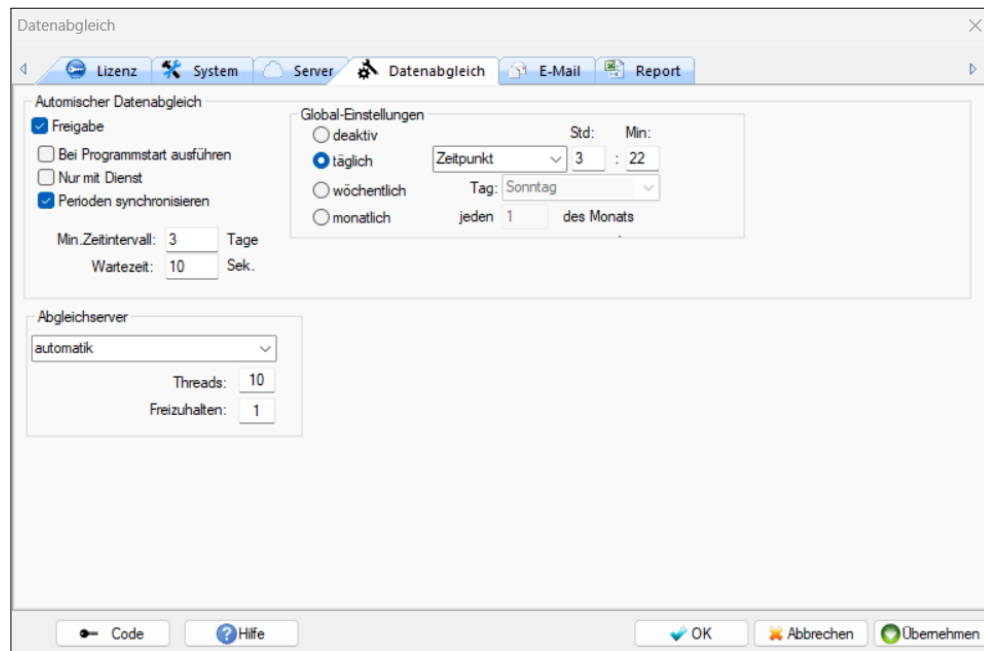 Datenabgleich
Lizenz System Server Datenabgleich E-Mail Report
Automischer Datenabgleich
Freigabe
Bei Programmstart ausführen
Nur mit Dienst
Perioden synchronisieren
Min.Zeitintervall: 3 Tage
Wartezeit: 10 Sek.
Global-Einstellungen
deaktiv Std: Min:
täglich Zeitpunkt 3 : 22
wöchentlich Tag: Sonntag
monatlich jeden 1 des Monats
Abgleichserver
automatik
Threads: 10
Freizuhalten: 1
Code Hilfe OK Abbrechen Übernehmen